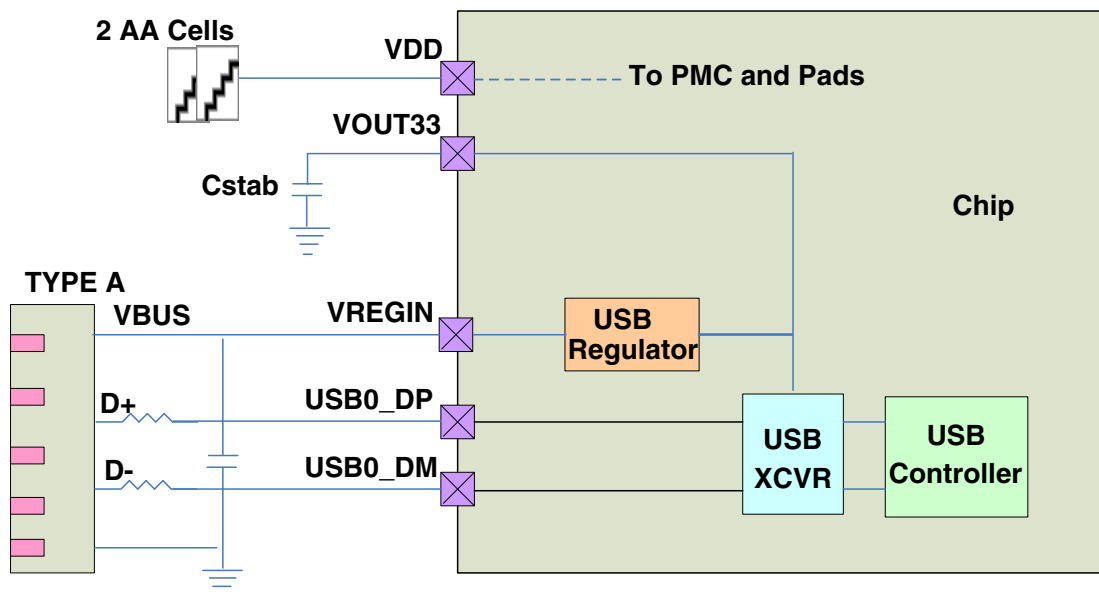 2 AA Cells
VDD
To PMC and Pads
VOUT33
Cstab
Chip
TYPE A
VBUS
VREGIN
USB
Regulator
D+
USB0_DP
D-
USB0_DM
USB
XCVR
USB
Controller